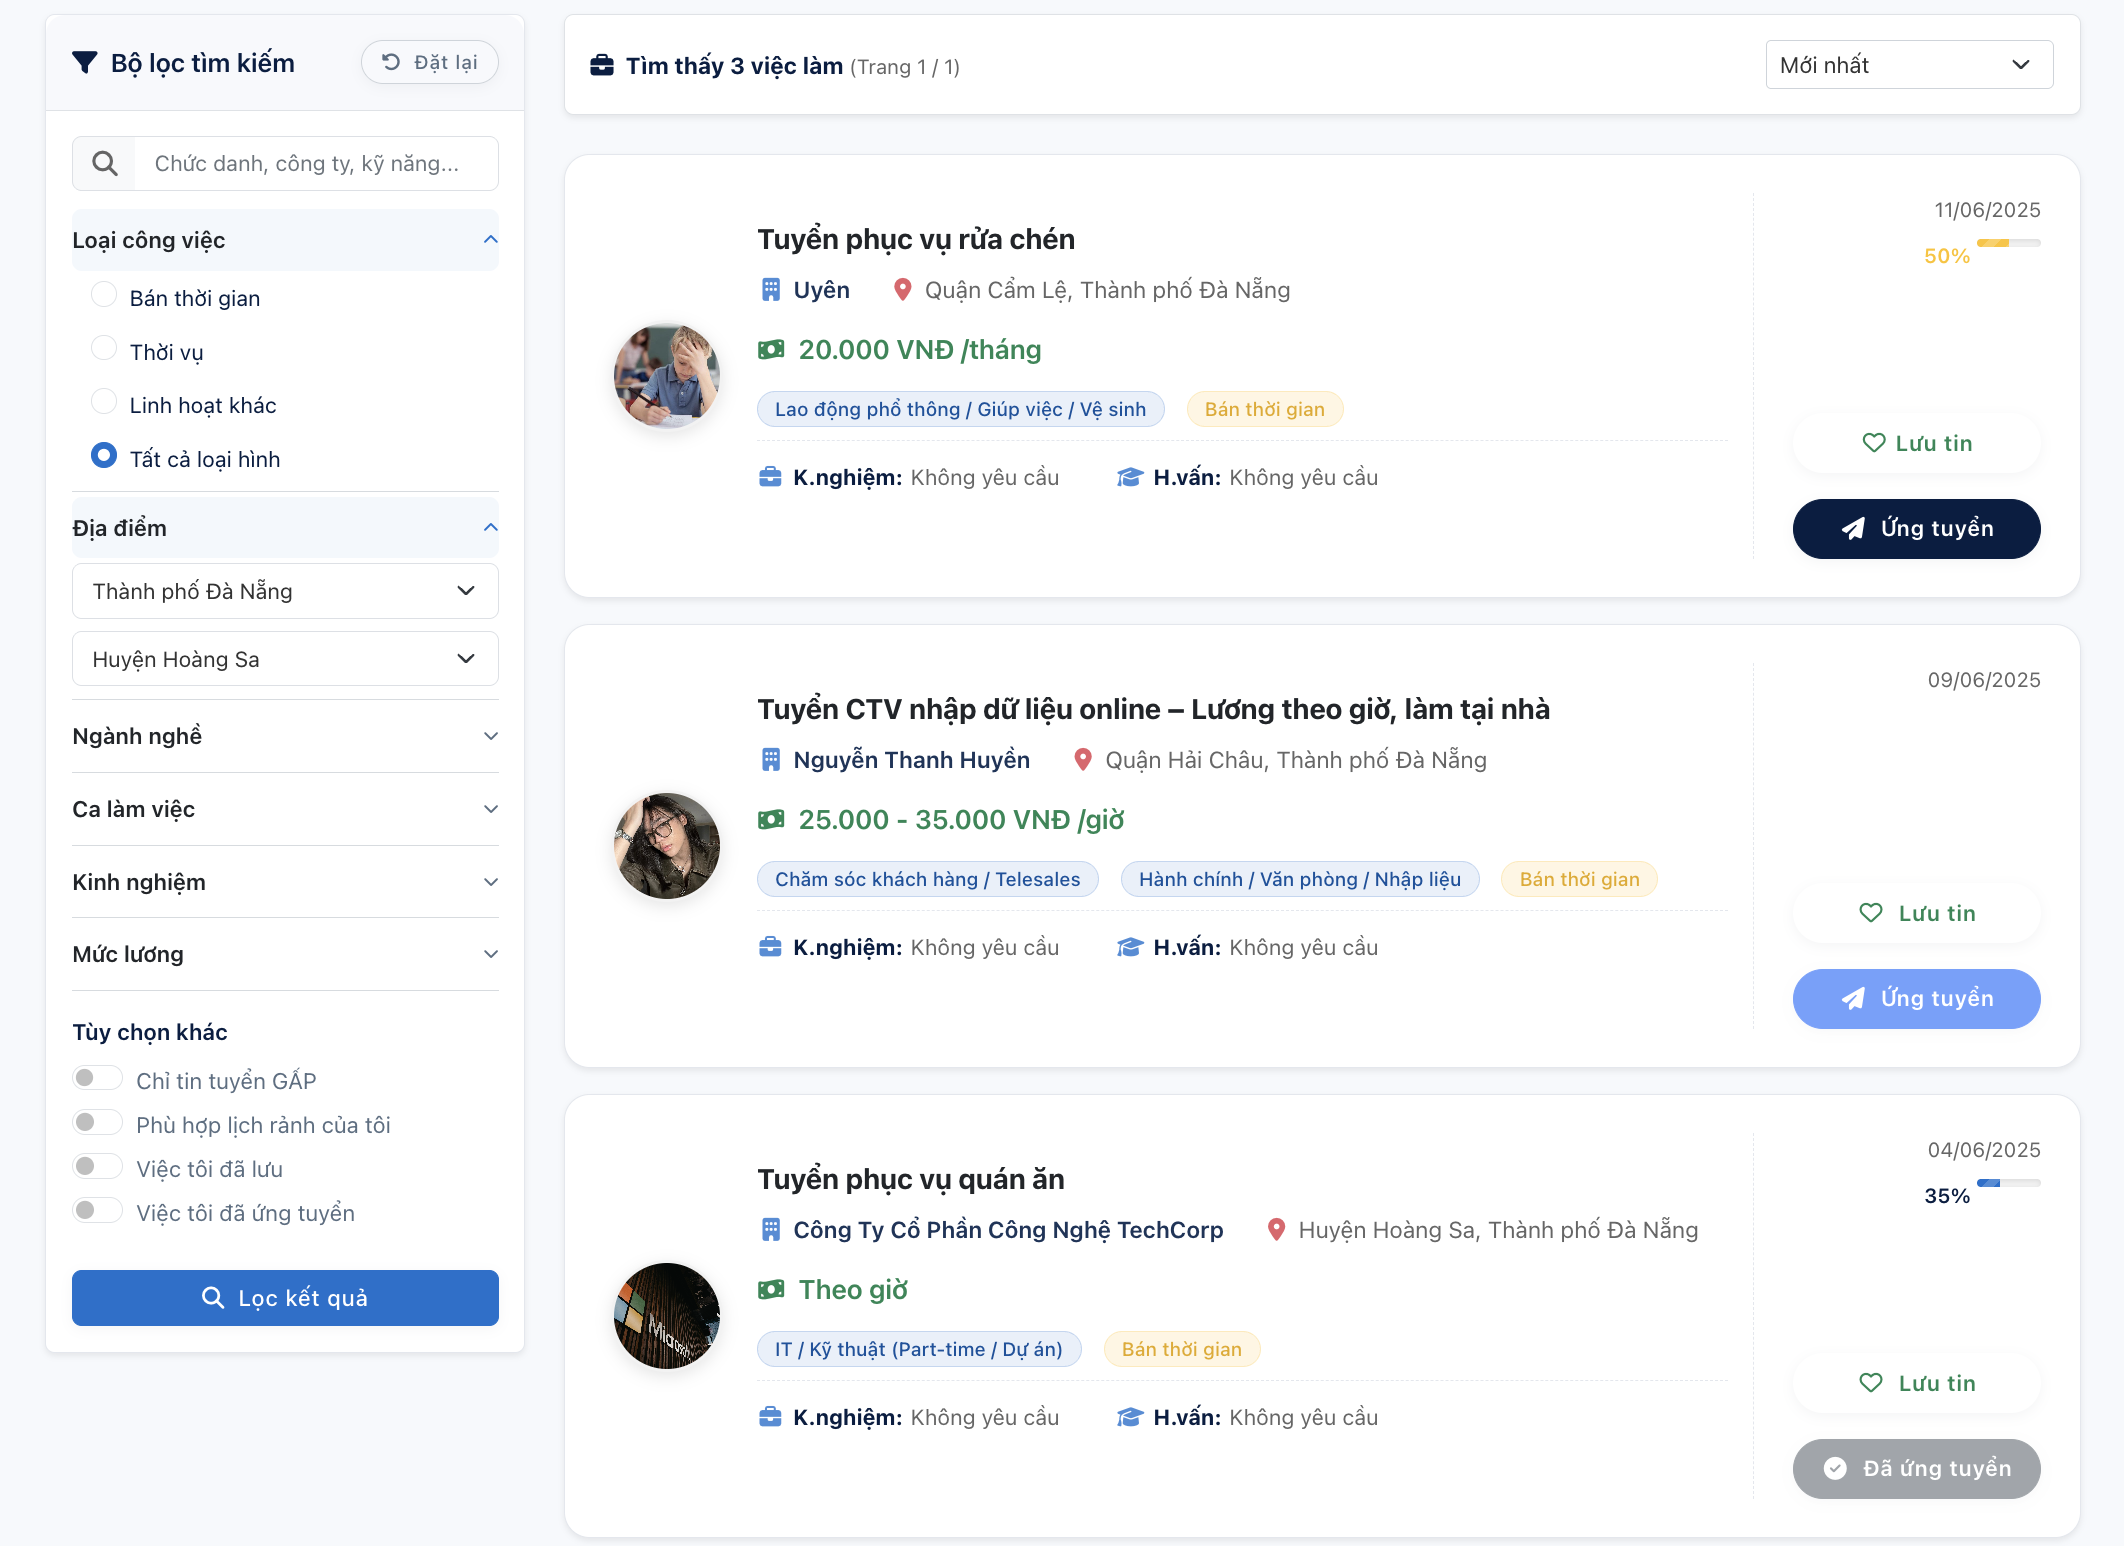 Bộ lọc tìm kiếm
Đặt lại
Chức danh, công ty, kỹ năng...
Loại công việc
Bán thời gian
Thời vụ
Linh hoạt khác
Tất cả loại hình
Địa điểm
Thành phố Đà Nẵng
Huyện Hoàng Sa
Ngành nghề
Ca làm việc
Kinh nghiệm
Mức lương
Tùy chọn khác
Chỉ tin tuyển GẤP
Phù hợp lịch rảnh của tôi
Việc tôi đã lưu
Việc tôi đã ứng tuyển
Lọc kết quả
Tìm thấy 3 việc làm (Trang 1 / 1)
Mới nhất
Tuyển phục vụ rửa chén
Uyên Quận Cẩm Lệ, Thành phố Đà Nẵng
20.000 VNĐ /tháng
Lao động phổ thông / Giúp việc / Vệ sinh Bán thời gian
K.nghiệm: Không yêu cầu H.vấn: Không yêu cầu
11/06/2025
50%
Lưu tin
Ứng tuyển
Tuyển CTV nhập dữ liệu online – Lương theo giờ, làm tại nhà
Nguyễn Thanh Huyền Quận Hải Châu, Thành phố Đà Nẵng
25.000 - 35.000 VNĐ /giờ
Chăm sóc khách hàng / Telesales Hành chính / Văn phòng / Nhập liệu Bán thời gian
K.nghiệm: Không yêu cầu H.vấn: Không yêu cầu
09/06/2025
Lưu tin
Ứng tuyển
Microsoft
Tuyển phục vụ quán ăn
Công Ty Cổ Phần Công Nghệ TechCorp Huyện Hoàng Sa, Thành phố Đà Nẵng
Theo giờ
IT / Kỹ thuật (Part-time / Dự án) Bán thời gian
K.nghiệm: Không yêu cầu H.vấn: Không yêu cầu
04/06/2025
35%
Lưu tin
Đã ứng tuyển